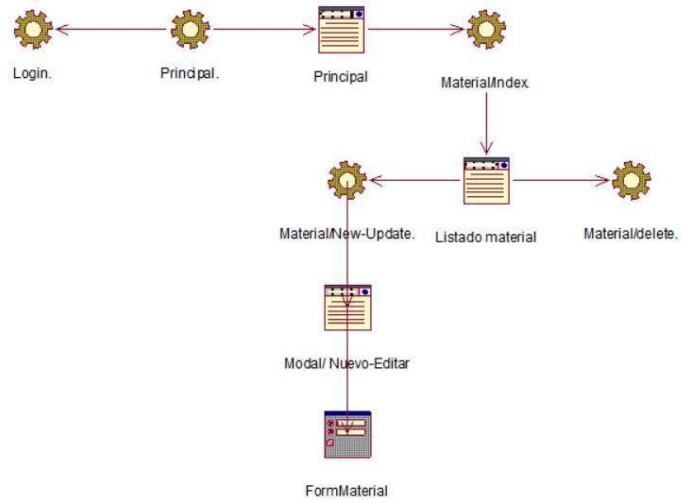 Login.
Principal.
Principal
Material/Index.
Material/New-Update.
Listado material
Material/delete.
Modal/ Nuevo-Editar
FormMaterial